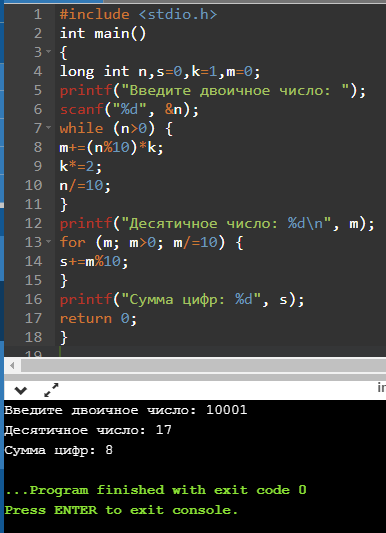 1 #include <stdio.h>
2 int main()
3 {
4 long int n,s=0,k=1,m=0;
5 printf("Введите двоичное число: ");
6 scanf("%d", &n);
7 while (n>0) {
8 m+=(n%10)*k;
9 k*=2;
10 n/=10;
11 }
12 printf("Десятичное число: %d\n", m);
13 for (m; m>0; m/=10) {
14 s+=m%10;
15 }
16 printf("Сумма цифр: %d", s);
17 return 0;
18 }
19
in
Введите двоичное число: 10001
Десятичное число: 17
Сумма цифр: 8
...Program finished with exit code 0
Press ENTER to exit console.